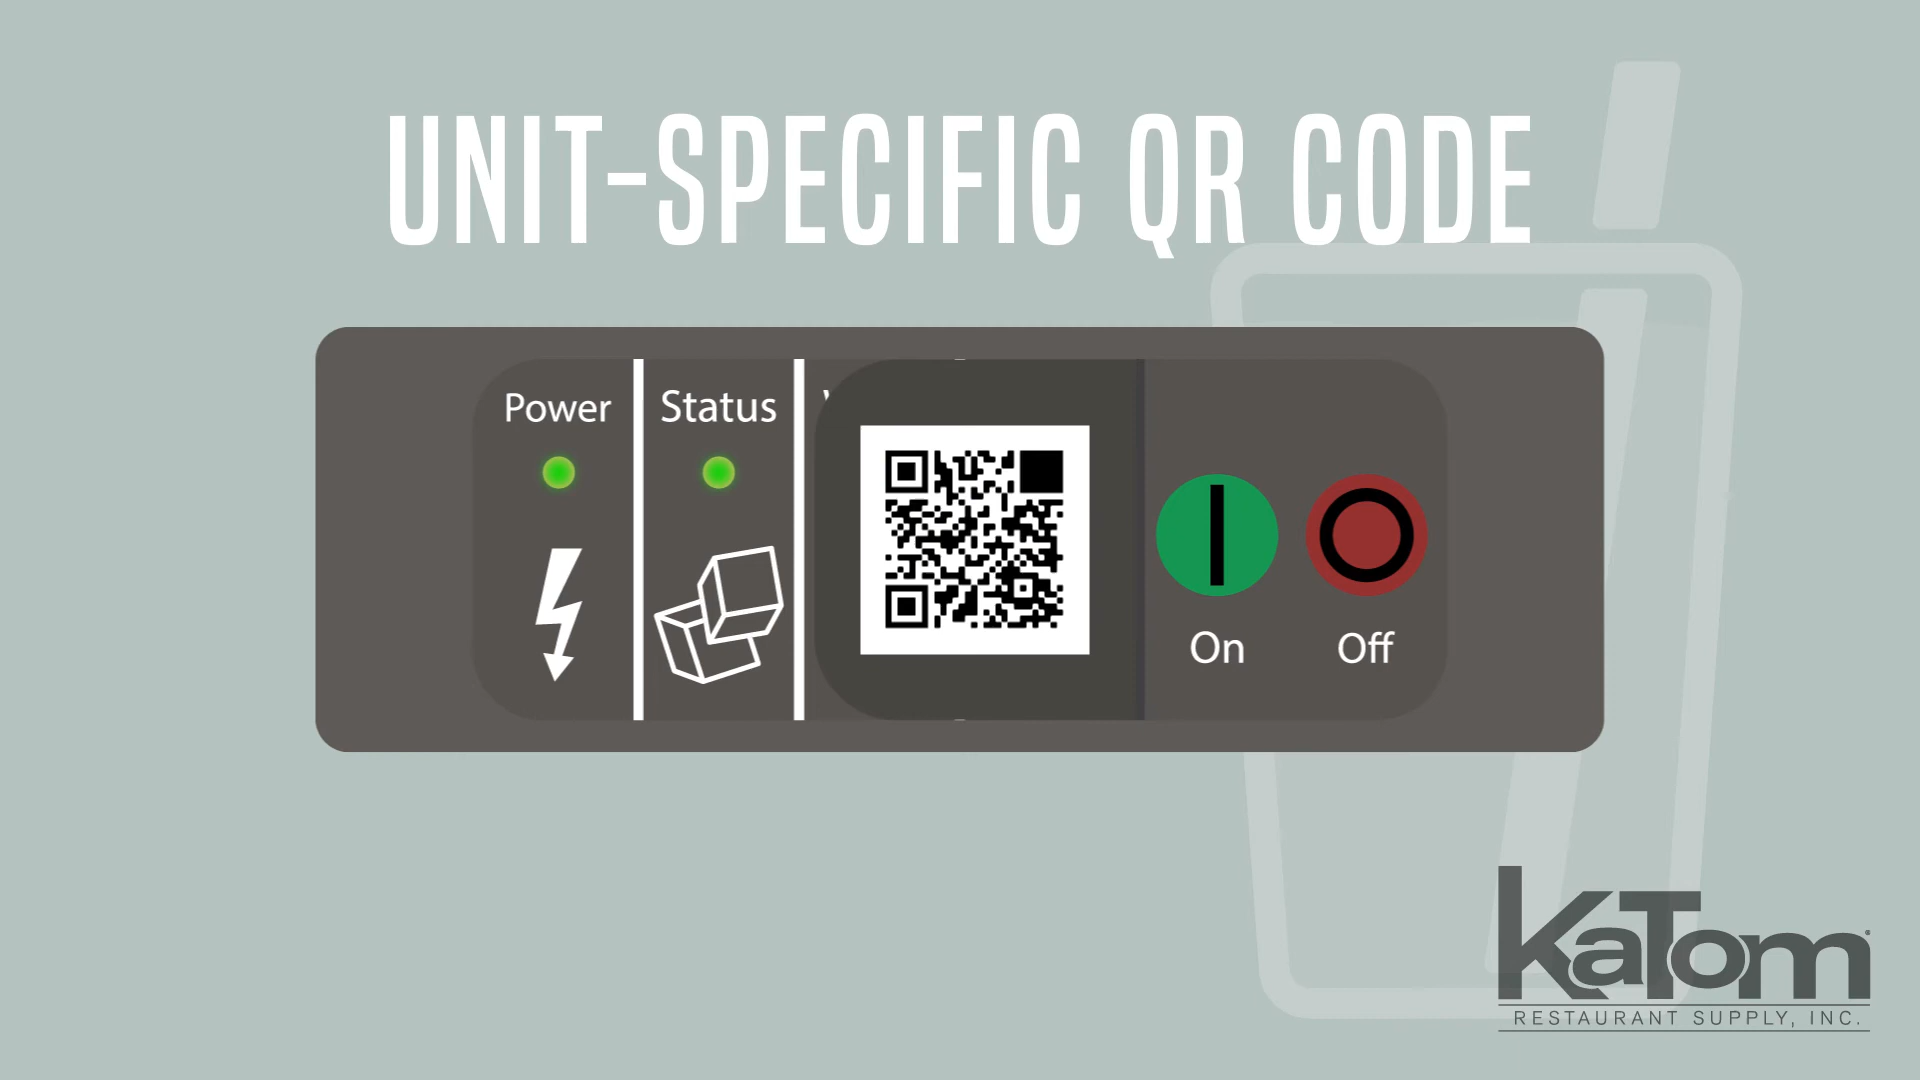 UNIT-SPECIFIC QR CODE
Power
Status
On
Off
KaTom
RESTAURANT SUPPLY, INC.